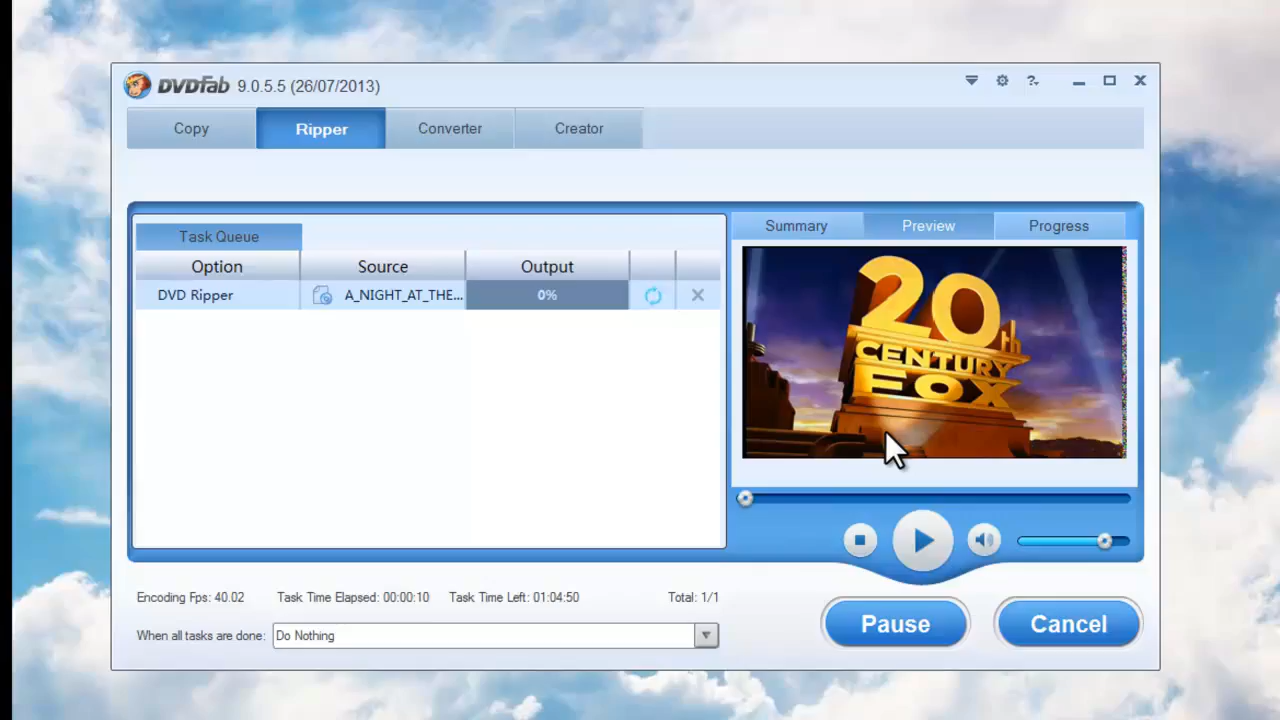 DVDFab 9.0.5.5 (26/07/2013)
Copy Ripper Converter Creator
Task Queue
Option Source Output
DVD Ripper A_NIGHT_AT_THE... 0%
Summary Preview Progress
20th
CENTURY
FOX
Encoding Fps: 40.02 Task Time Elapsed: 00:00:10 Task Time Left: 01:04:50 Total: 1/1
When all tasks are done: Do Nothing
Pause Cancel